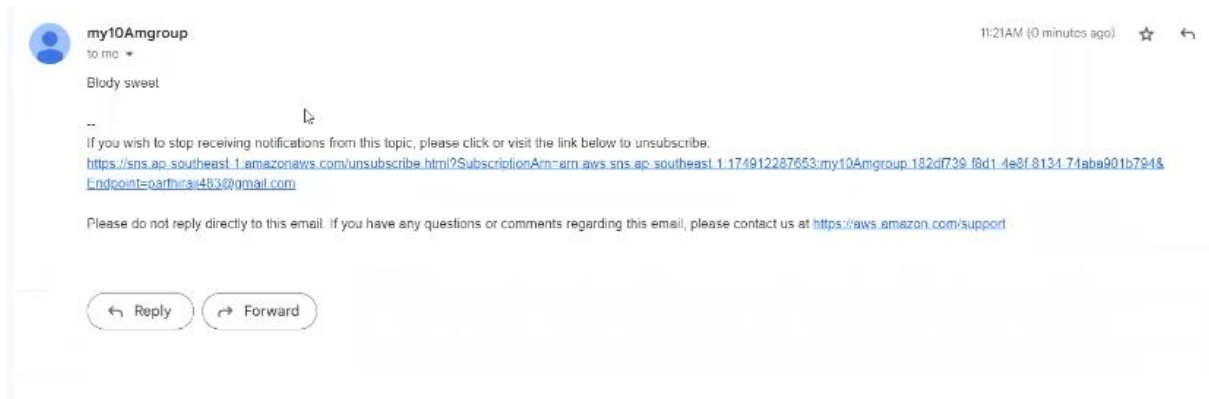 my10Amgroup
11:21AM (0 minutes ago)
to me
Blody sweet
--
If you wish to stop receiving notifications from this topic, please click or visit the link below to unsubscribe.
https://sns.ap-southeast-1.amazonaws.com/unsubscribe.html?SubscriptionArn=arn:aws:sns:ap-southeast-1:174912287653:my10Amgroup:182df739-f8d1-4e8f-8134-74aba901b794&
Endpoint=parthiraji483@gmail.com
Please do not reply directly to this email. If you have any questions or comments regarding this email, please contact us at https://aws.amazon.com/support
Reply
Forward